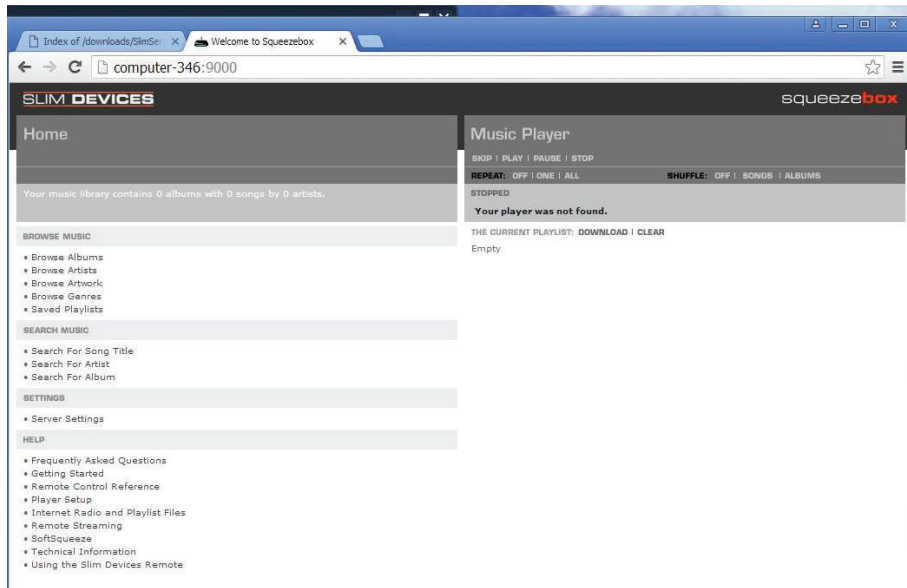 Index of /downloads/SlimSer
Welcome to Squeezebox
computer-346:9000
SLIM DEVICES
squeezebox
Home
Your music library contains 0 albums with 0 songs by 0 artists.
BROWSE MUSIC
• Browse Albums
• Browse Artists
• Browse Artwork
• Browse Genres
• Saved Playlists
SEARCH MUSIC
• Search For Song Title
• Search For Artist
• Search For Album
SETTINGS
• Server Settings
HELP
• Frequently Asked Questions
• Getting Started
• Remote Control Reference
• Player Setup
• Internet Radio and Playlist Files
• Remote Streaming
• SoftSqueeze
• Technical Information
• Using the Slim Devices Remote
Music Player
SKIP | PLAY | PAUSE | STOP
REPEAT: OFF | ONE | ALL SHUFFLE: OFF | SONGS | ALBUMS
STOPPED
Your player was not found.
THE CURRENT PLAYLIST: DOWNLOAD | CLEAR
Empty